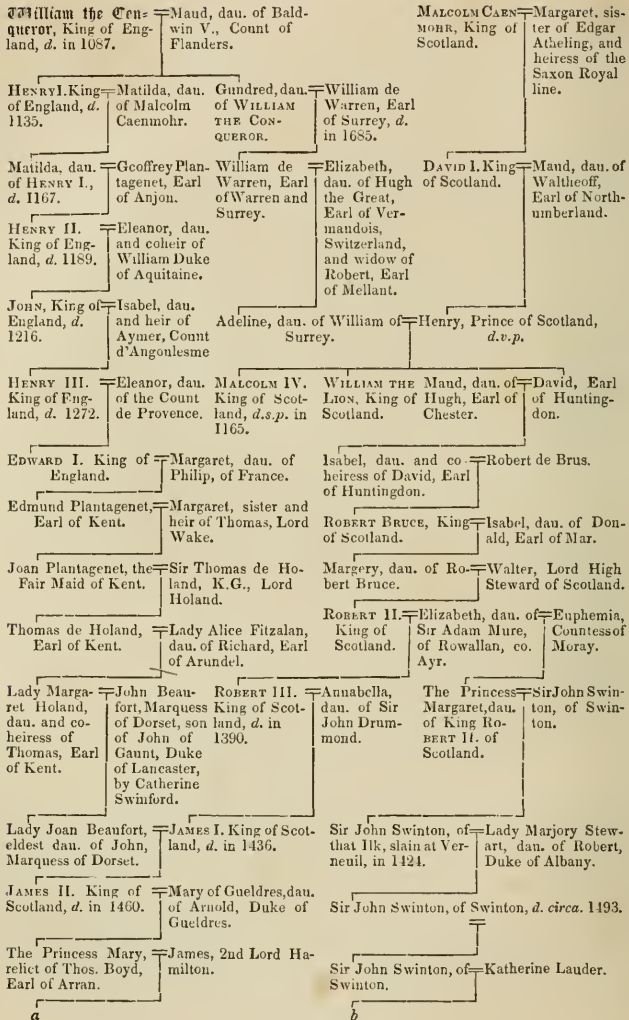 William the Con-
queror, King of Eng-
land, d. in 1087.
Maud, dau. of Bald-
win V., Count of
Flanders.
MALCOLM CAEN-
MOHR, King of
Scotland.
Margaret, sis-
ter of Edgar
Atheling, and
heiress of the
Saxon Royal
line.
HENRY I. King
of England, d.
1135.
Matilda, dau.
of Malcolm
Caenmohr.
Gundred, dau.
of WILLIAM
THE CON-
QUEROR.
William de
Warren, Earl
of Surrey, d.
in 1685.
Matilda, dau.
of HENRY I.,
d. 1167.
Gcoffrey Plan-
tagenet, Earl
of Anjon.
William de
Warren, Earl
of Warren and
Surrey.
Elizabeth,
dau. of Hugh
the Great,
Earl of Ver-
maudois,
Switzerland,
and widow of
Robert, Earl
of Mellant.
DAVID I. King
of Scotland.
Maud, dau. of
Waltheoff,
Earl of North-
umberland.
HENRY II.
King of Eng-
land, d. 1189.
Eleanor, dau.
and coheir of
William Duke
of Aquitaine.
JOHN, King of
England, d.
1216.
Isabel, dau.
and heir of
Aymer, Count
d'Angoulesme
Adeline, dau. of William of
Surrey.
Henry, Prince of Scotland,
d.v.p.
HENRY III.
King of Eng-
land, d. 1272.
Eleanor, dau.
of the Count
de Provence.
MALCOLM IV.
King of Scot-
land, d.s.p. in
1165.
WILLIAM THE
LION, King of
Scotland.
Maud, dau. of
Hugh, Earl of
Chester.
David, Earl
of Hunting-
don.
EDWARD I. King of
England.
Margaret, dau. of
Philip, of France.
Isabel, dau. and co-
heiress of David, Earl
of Huntingdon.
Robert de Brus.
Edmund Plantagenet,
Earl of Kent.
Margaret, sister and
heir of Thomas, Lord
Wake.
ROBERT BRUCE, King
of Scotland.
Isabel, dau. of Don-
ald, Earl of Mar.
Joan Plantagenet, the
Fair Maid of Kent.
Sir Thomas de Ho-
land, K.G., Lord
Holand.
Margery, dau. of Ro-
bert Bruce.
Walter, Lord High
Steward of Scotland.
Thomas de Holand,
Earl of Kent.
Lady Alice Fitzalan,
dau. of Richard, Earl
of Arundel.
ROBERT II.
King of
Scotland.
Elizabeth, dau. of
Sir Adam Mure,
of Rowallan, co.
Ayr.
Euphemia,
Countess of
Moray.
Lady Marga-
ret Holand,
dau. and co-
heiress of
Thomas, Earl
of Kent.
John Beau-
fort, Marquess
of Dorset, son
of John of
Gaunt, Duke
of Lancaster,
by Catherine
Swinford.
ROBERT III.
King of Scot-
land, d. in
1390.
Annabella,
dau. of Sir
John Drum-
mond.
The Princess
Margaret, dau.
of King Ro-
BERT II. of
Scotland.
Sir John Swin-
ton, of Swin-
ton.
Lady Joan Beaufort,
eldest dau. of John,
Marquess of Dorset.
JAMES I. King of Scot-
land, d. in 1436.
Sir John Swinton, of
that Ilk, slain at Ver-
neuil, in 1424.
Lady Marjory Stew-
art, dau. of Robert,
Duke of Albany.
JAMES II. King of
Scotland, d. in 1460.
Mary of Gueldres, dau.
of Arnold, Duke of
Gueldres.
Sir John Swinton, of Swinton, d. circa. 1493.
The Princess Mary,
relict of Thos. Boyd,
Earl of Arran.
James, 2nd Lord Ha-
milton.
Sir John Swinton, of
Swinton.
Katherine Lauder.
a
b